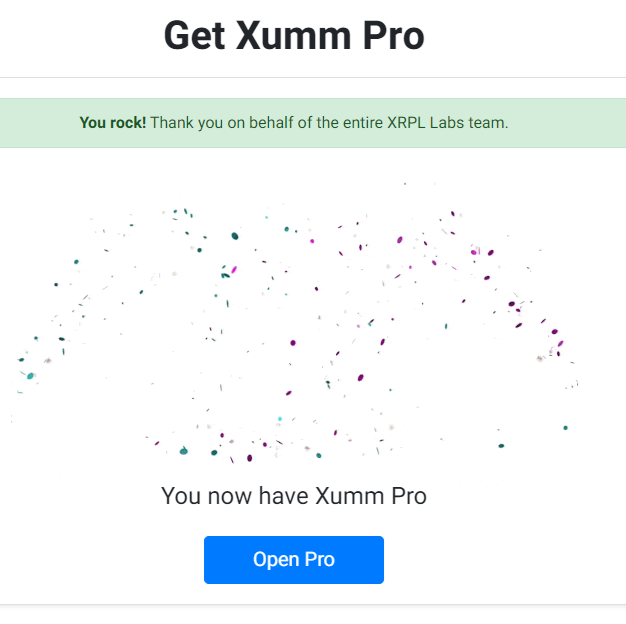 Get Xumm Pro
You rock! Thank you on behalf of the entire XRPL Labs team.
You now have Xumm Pro
Open Pro